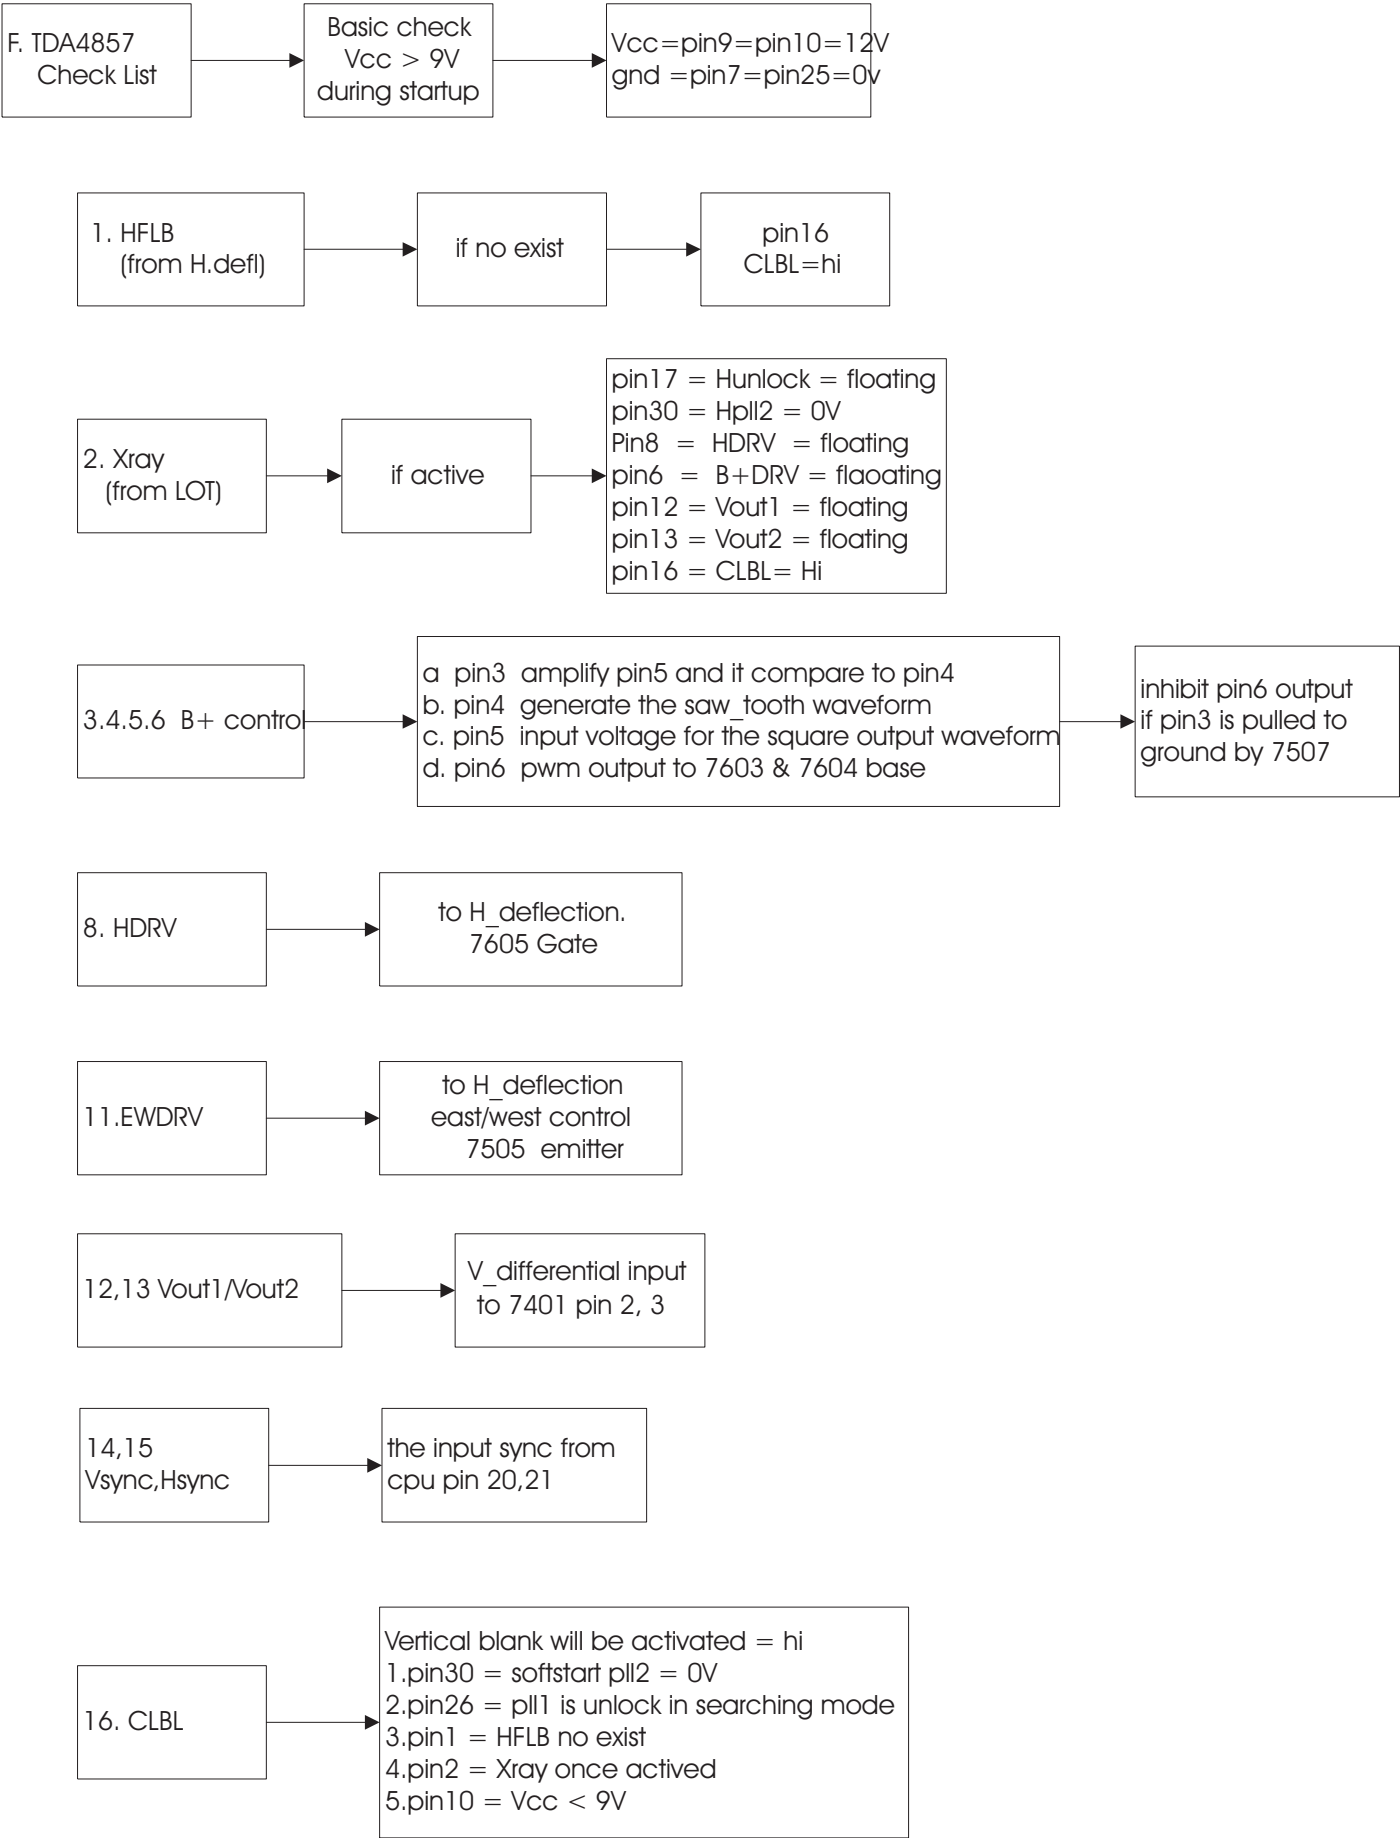 F. TDA4857
Check List
Basic check
Vcc > 9V
during startup
Vcc=pin9=pin10=12V
gnd =pin7=pin25=0v
1. HFLB
(from H.defl)
if no exist
pin16
CLBL=hi
2. Xray
(from LOT)
if active
pin17 = Hunlock = floating
pin30 = Hpll2 = 0V
Pin8 = HDRV = floating
pin6 = B+DRV = flaoating
pin12 = Vout1 = floating
pin13 = Vout2 = floating
pin16 = CLBL= Hi
3.4.5.6 B+ control
a pin3 amplify pin5 and it compare to pin4
b. pin4 generate the saw_tooth waveform
c. pin5 input voltage for the square output waveform
d. pin6 pwm output to 7603 & 7604 base
inhibit pin6 output
if pin3 is pulled to
ground by 7507
8. HDRV
to H_deflection.
7605 Gate
11.EWDRV
to H_deflection
east/west control
7505 emitter
12,13 Vout1/Vout2
V_differential input
to 7401 pin 2, 3
14,15
Vsync,Hsync
the input sync from
cpu pin 20,21
16. CLBL
Vertical blank will be activated = hi
1.pin30 = softstart pll2 = 0V
2.pin26 = pll1 is unlock in searching mode
3.pin1 = HFLB no exist
4.pin2 = Xray once actived
5.pin10 = Vcc < 9V